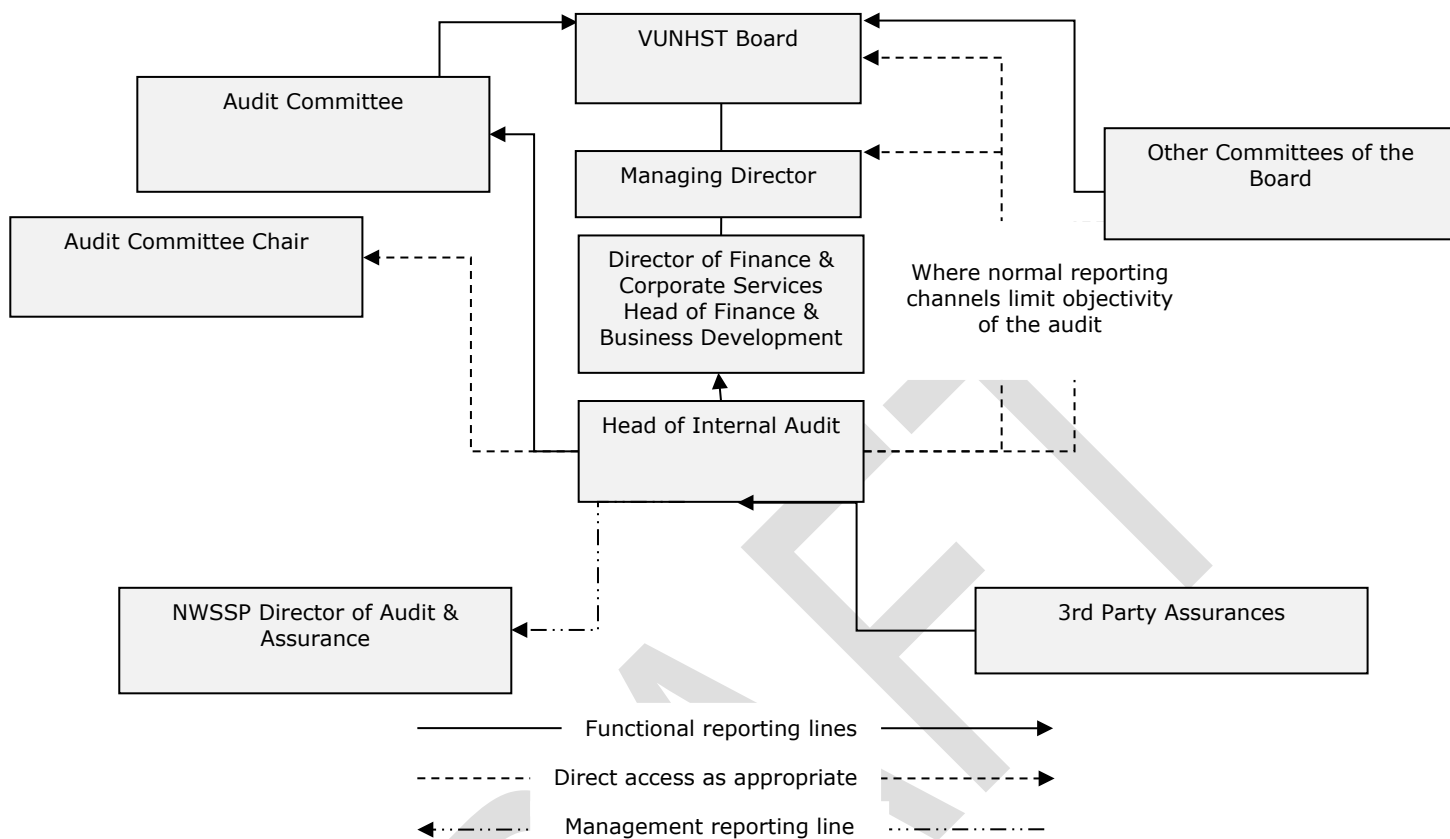 VUNHST Board
Audit Committee
Other Committees of the
Board
Managing Director
Audit Committee Chair
Director of Finance &
Corporate Services
Head of Finance &
Business Development
Where normal reporting
channels limit objectivity
of the audit
Head of Internal Audit
NWSSP Director of Audit &
Assurance
3rd Party Assurances
Functional reporting lines
Direct access as appropriate
Management reporting line